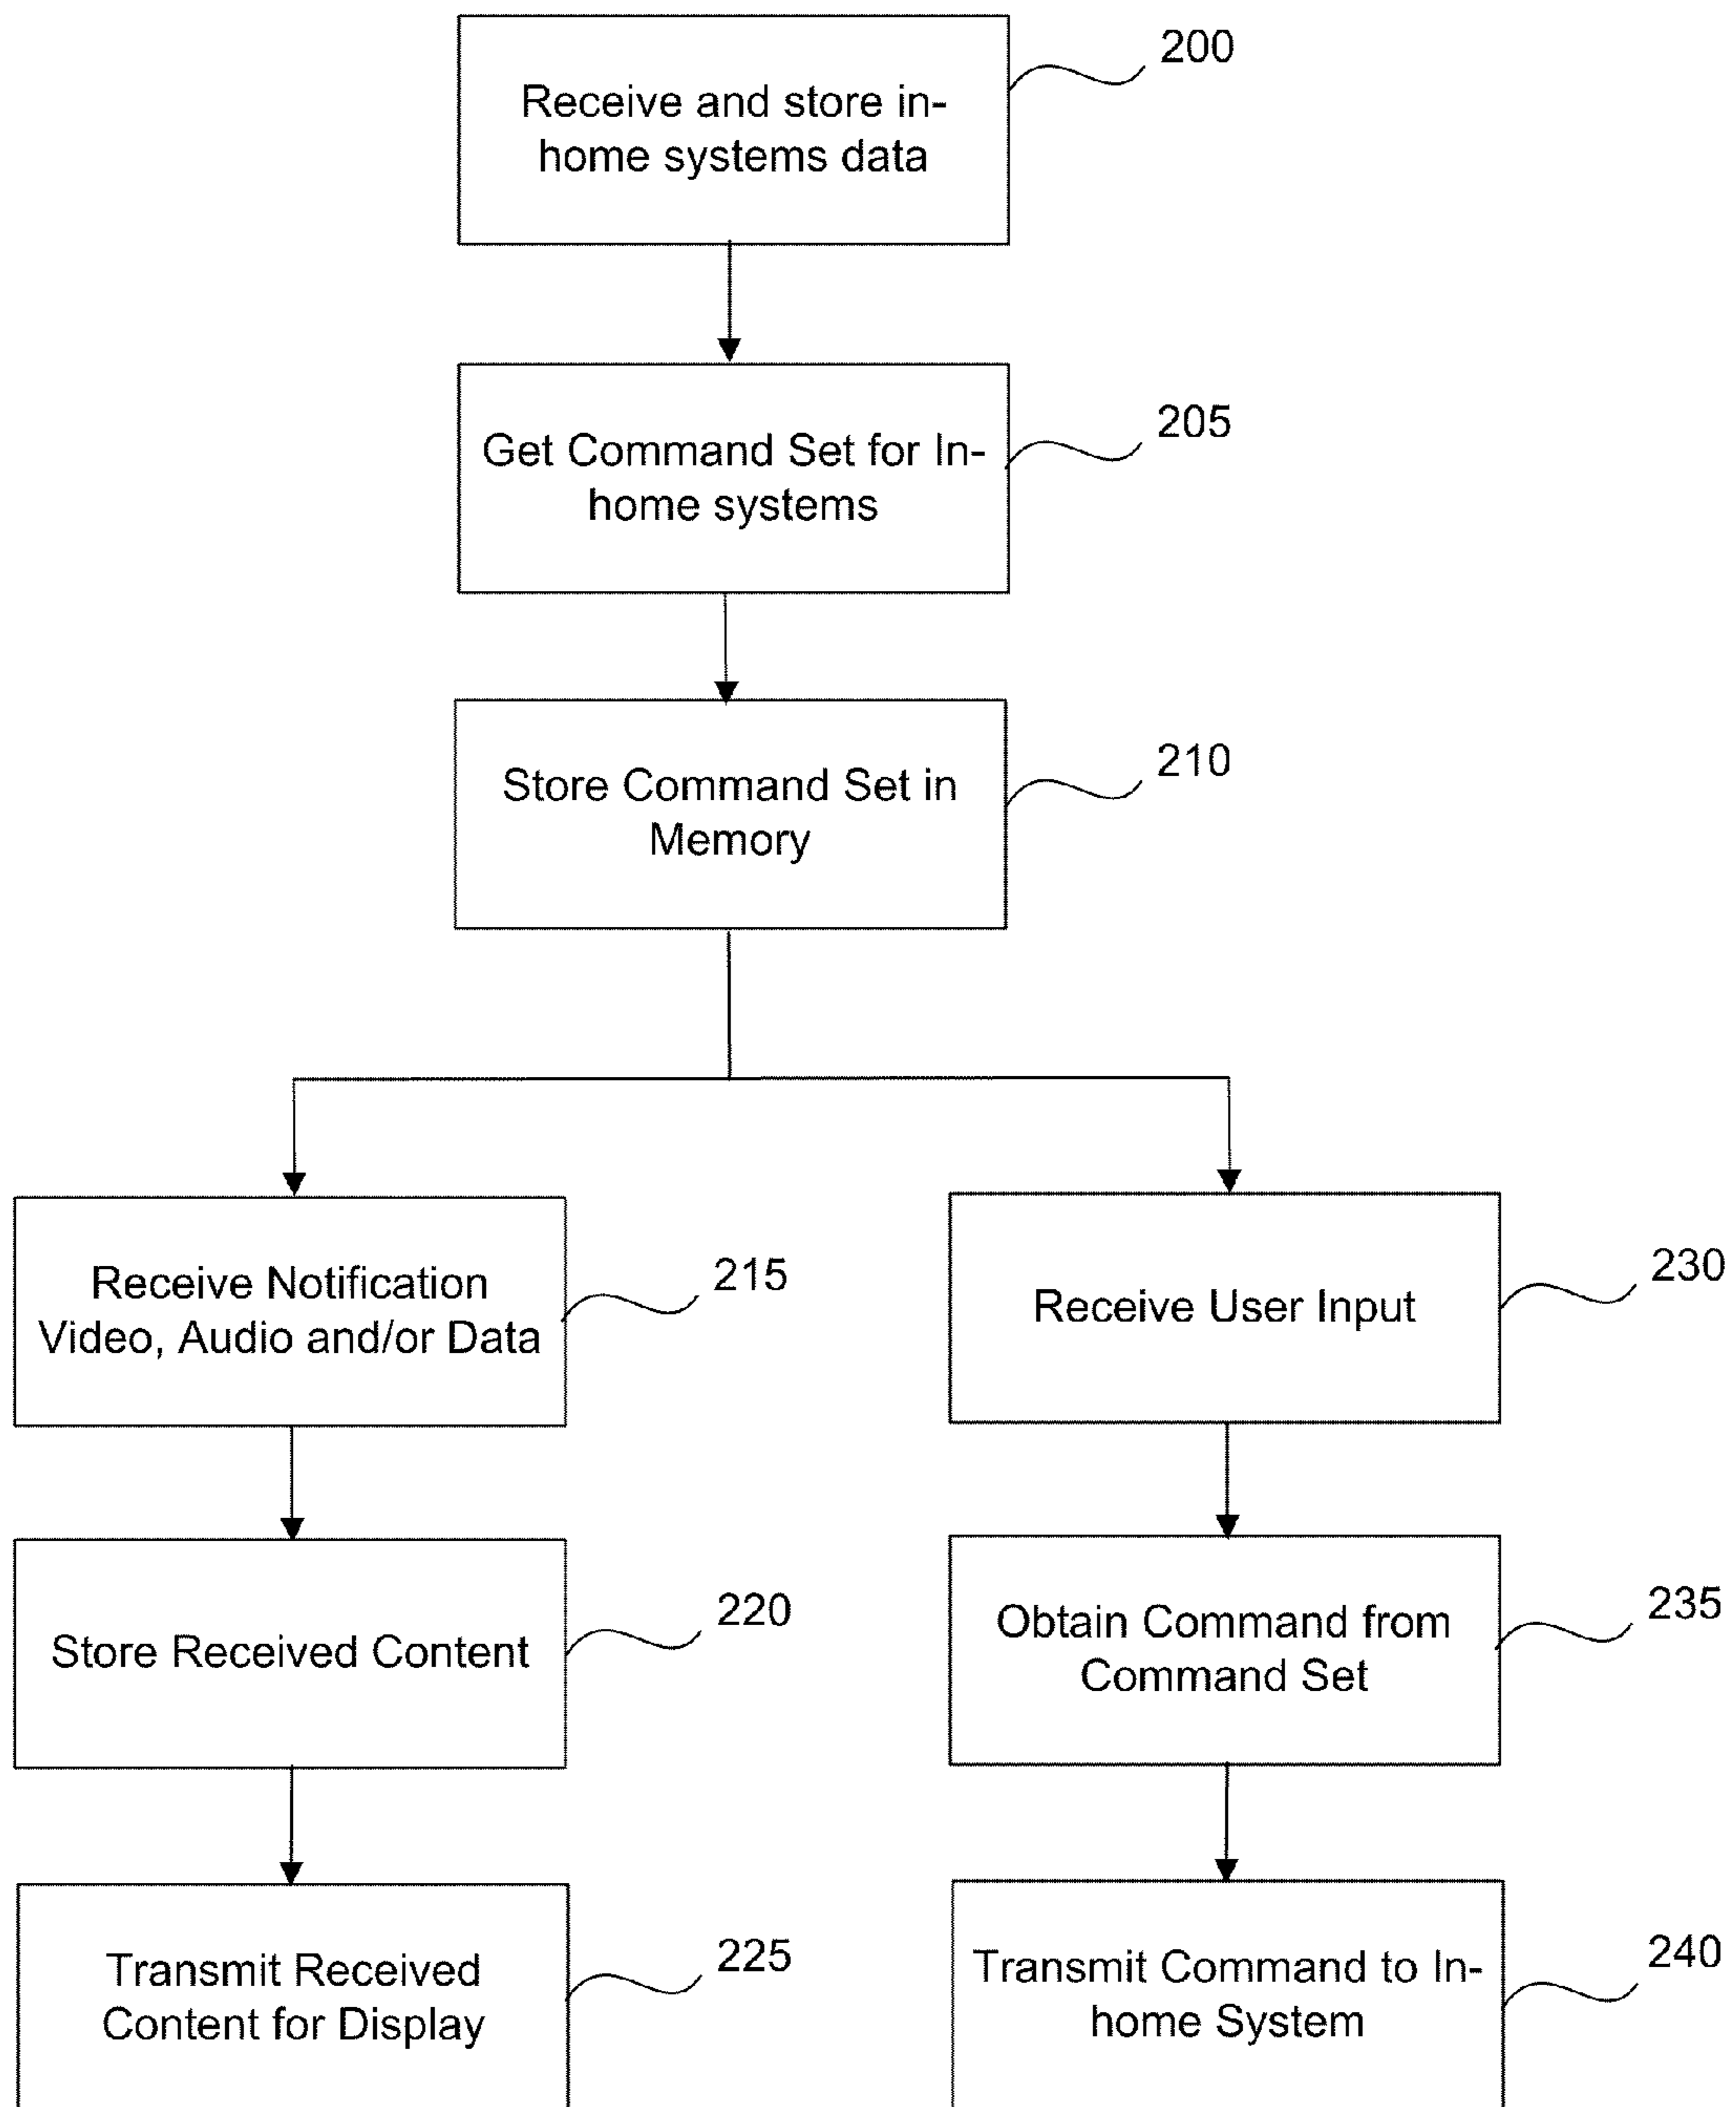 200
Receive and store in-
home systems data
205
Get Command Set for In-
home systems
210
Store Command Set in
Memory
215
Receive Notification
Video, Audio and/or Data
230
Receive User Input
220
Store Received Content
235
Obtain Command from
Command Set
225
Transmit Received
Content for Display
240
Transmit Command to In-
home System